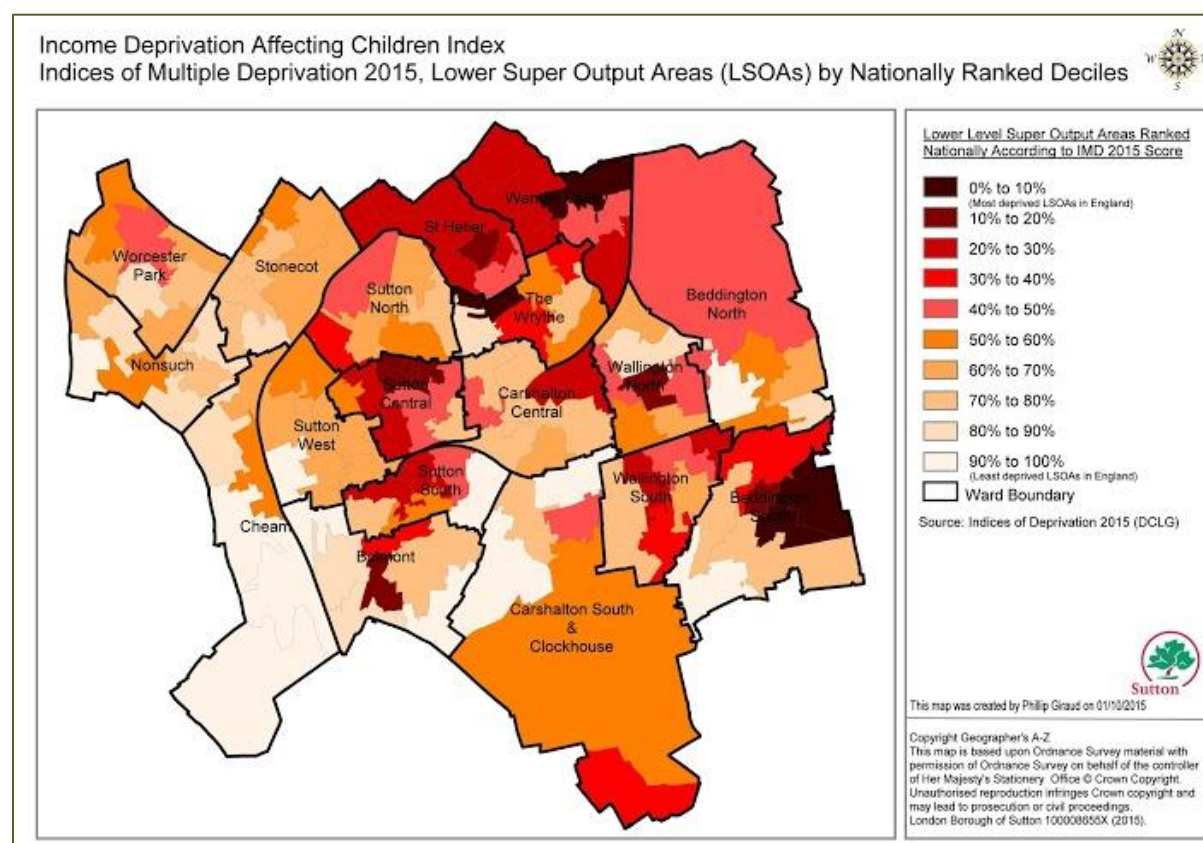 Income Deprivation Affecting Children Index
Indices of Multiple Deprivation 2015, Lower Super Output Areas (LSOAs) by Nationally Ranked Deciles
N
W
S
Worcester
Park
Stonecot
St Helier
Sutton
North
The
Wrythe
Beddington
North
Nonsuch
Sutton
Central
Carshalton
Central
Wallington
North
Sutton
West
Sutton
South
Wallington
South
Cheam
Belmont
Carshalton South
&
Clockhouse
Lower Level Super Output Areas Ranked
Nationally According to IMD 2015 Score
0% to 10%
(Most deprived LSOAs in England)
10% to 20%
20% to 30%
30% to 40%
40% to 50%
50% to 60%
60% to 70%
70% to 80%
80% to 90%
90% to 100%
(Least deprived LSOAs in England)
Ward Boundary
Source: Indices of Deprivation 2015 (DCLG)
Sutton
This map was created by Phillip Giraud on 01/10/2015
Copyright Geographer's A-Z
This map is based upon Ordnance Survey material with
permission of Ordnance Survey on behalf of the controller
of Her Majesty's Stationery Office © Crown Copyright.
Unauthorised reproduction infringes Crown copyright and
may lead to prosecution or civil proceedings.
London Borough of Sutton 100008655X (2015).